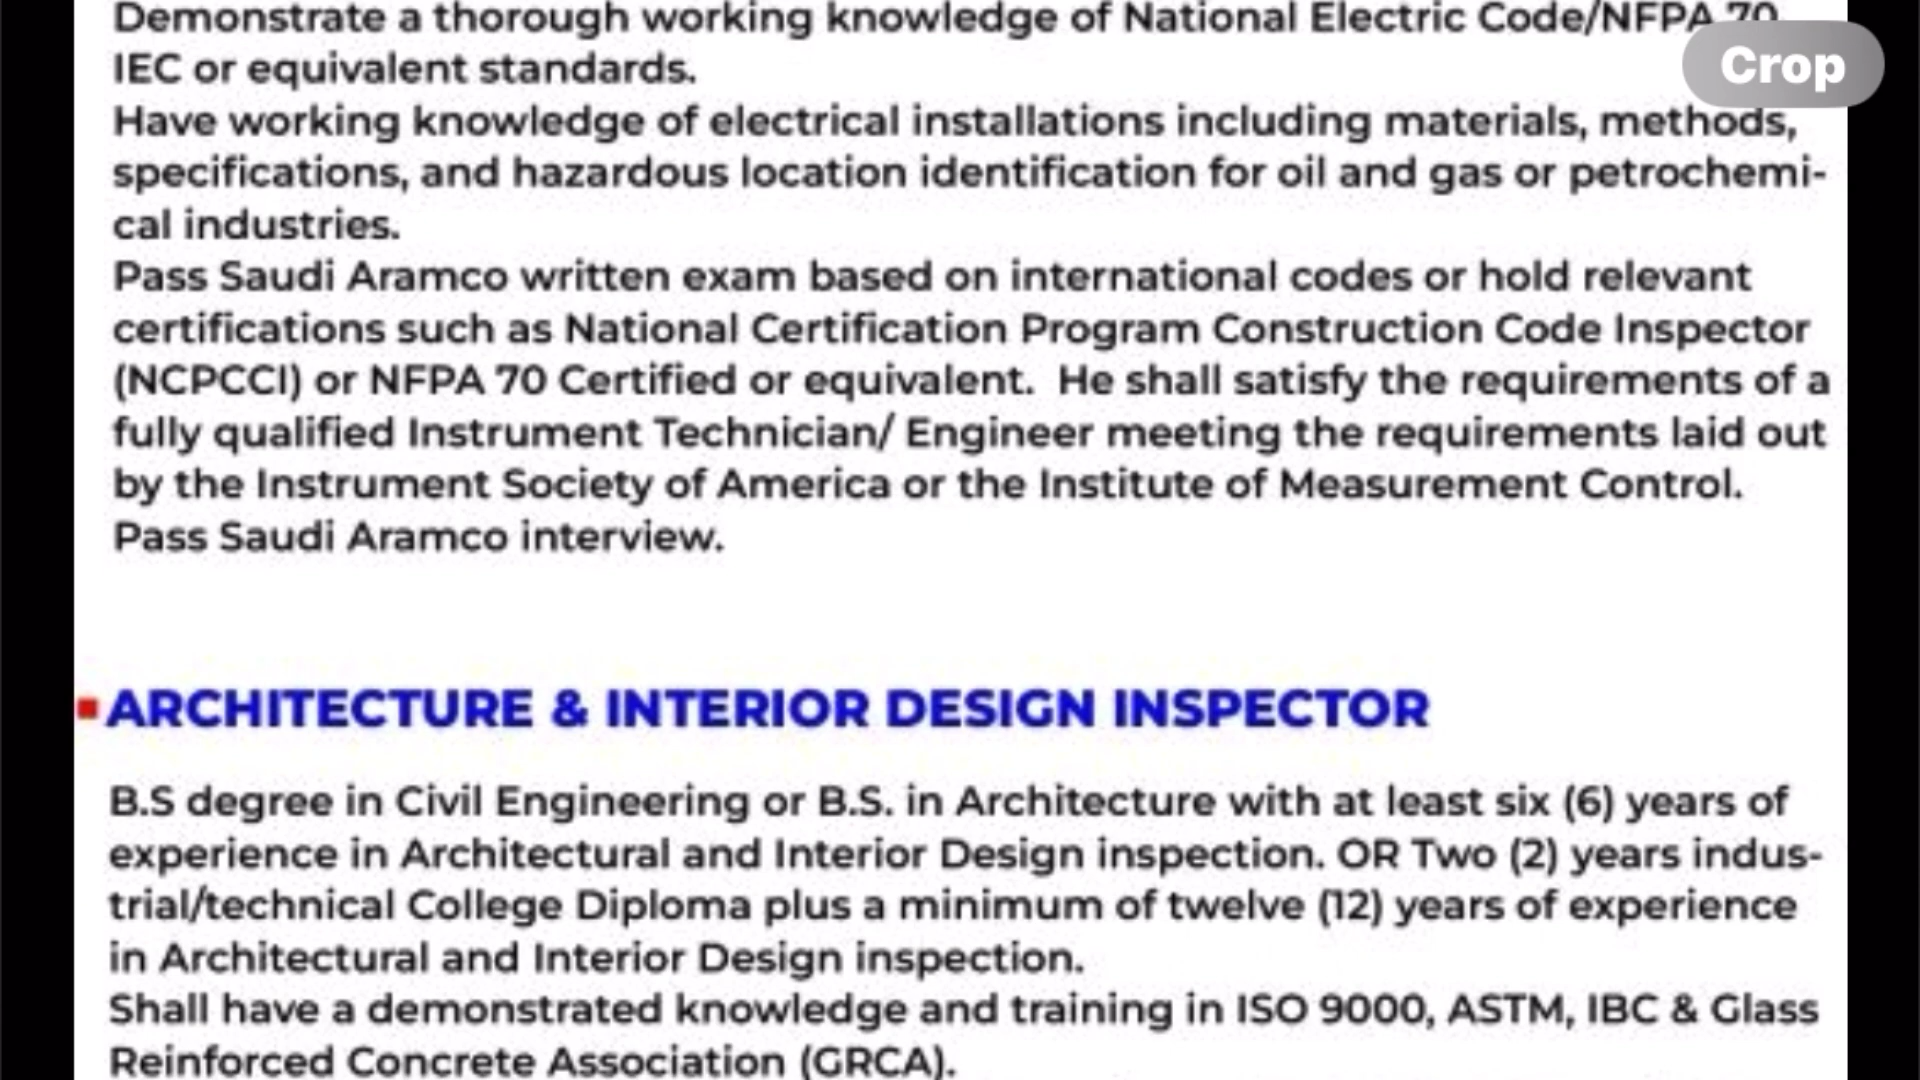 Demonstrate a thorough working knowledge of National Electric Code/NFPA 70
IEC or equivalent standards.
Crop
Have working knowledge of electrical installations including materials, methods,
specifications, and hazardous location identification for oil and gas or petrochemi-
cal industries.
Pass Saudi Aramco written exam based on international codes or hold relevant
certifications such as National Certification Program Construction Code Inspector
(NCPCCI) or NFPA 70 Certified or equivalent.  He shall satisfy the requirements of a
fully qualified Instrument Technician/ Engineer meeting the requirements laid out
by the Instrument Society of America or the Institute of Measurement Control.
Pass Saudi Aramco interview.
ARCHITECTURE & INTERIOR DESIGN INSPECTOR
B.S degree in Civil Engineering or B.S. in Architecture with at least six (6) years of
experience in Architectural and Interior Design inspection. OR Two (2) years indus-
trial/technical College Diploma plus a minimum of twelve (12) years of experience
in Architectural and Interior Design inspection.
Shall have a demonstrated knowledge and training in ISO 9000, ASTM, IBC & Glass
Reinforced Concrete Association (GRCA).